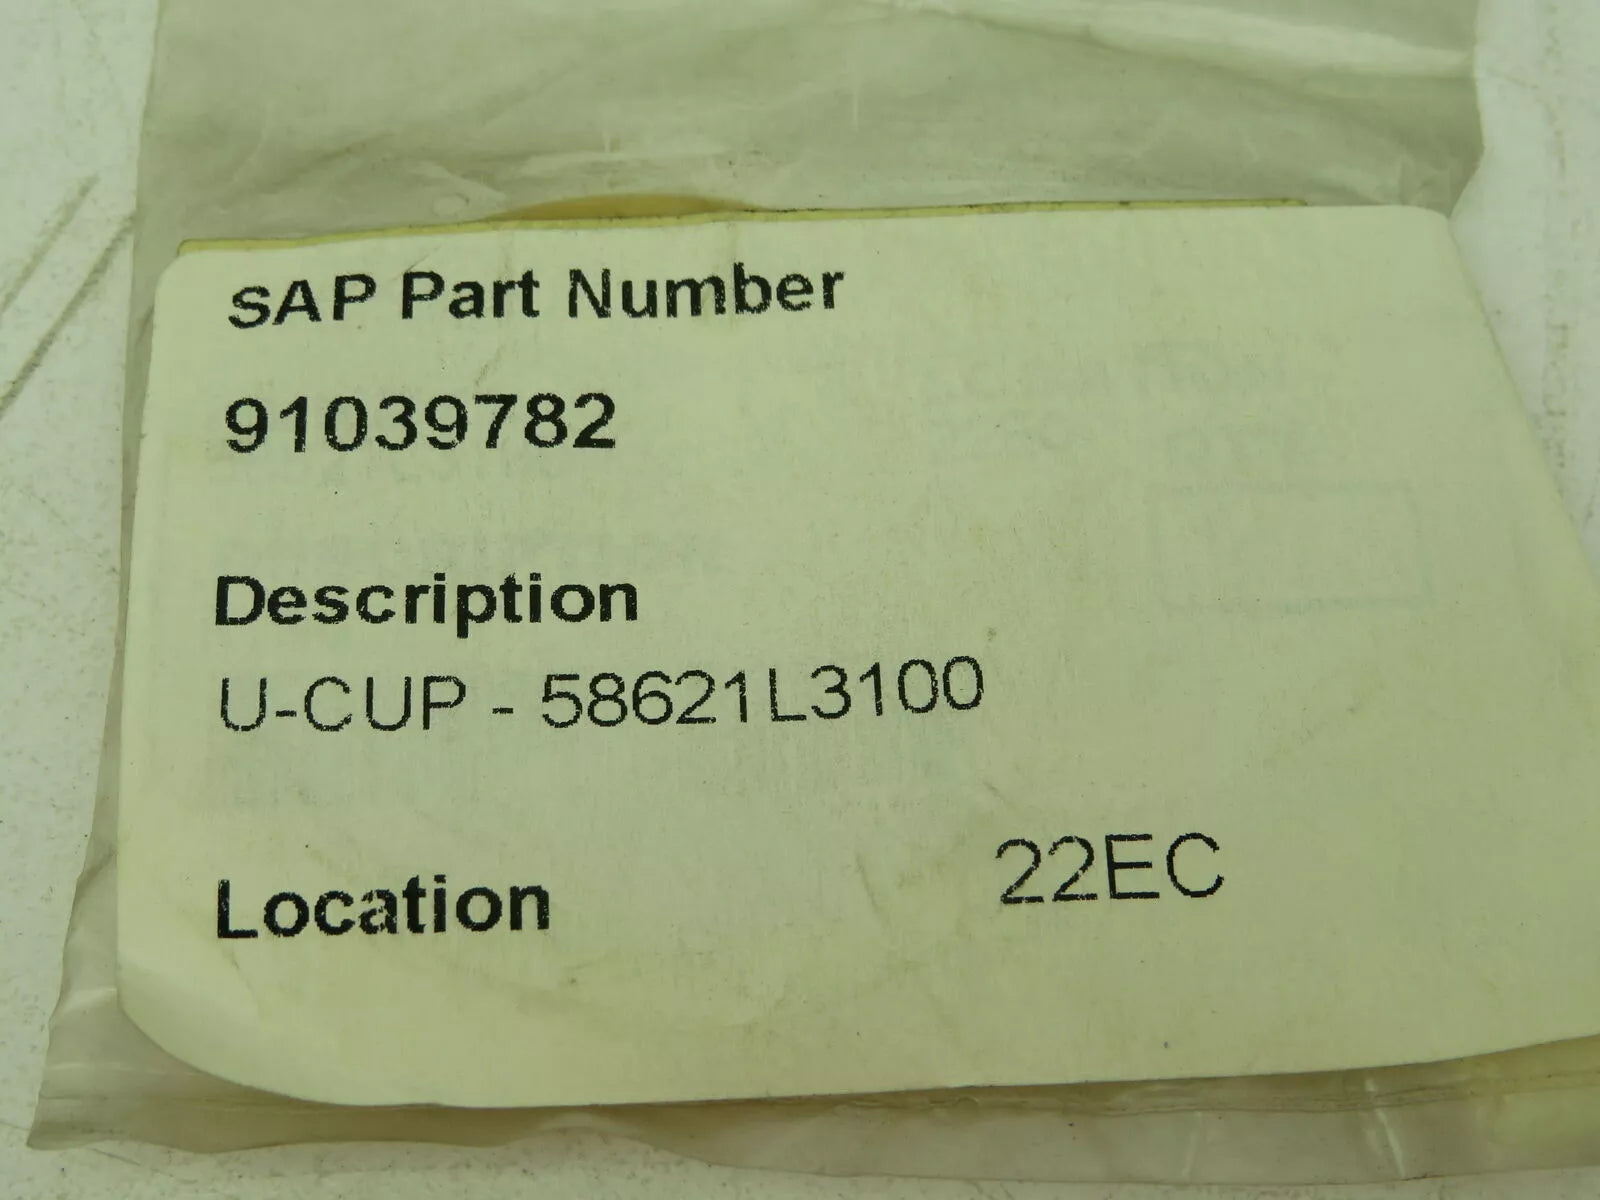 SAP Part Number
91039782
Description
U-CUP - 58621L3100
Location 22EC